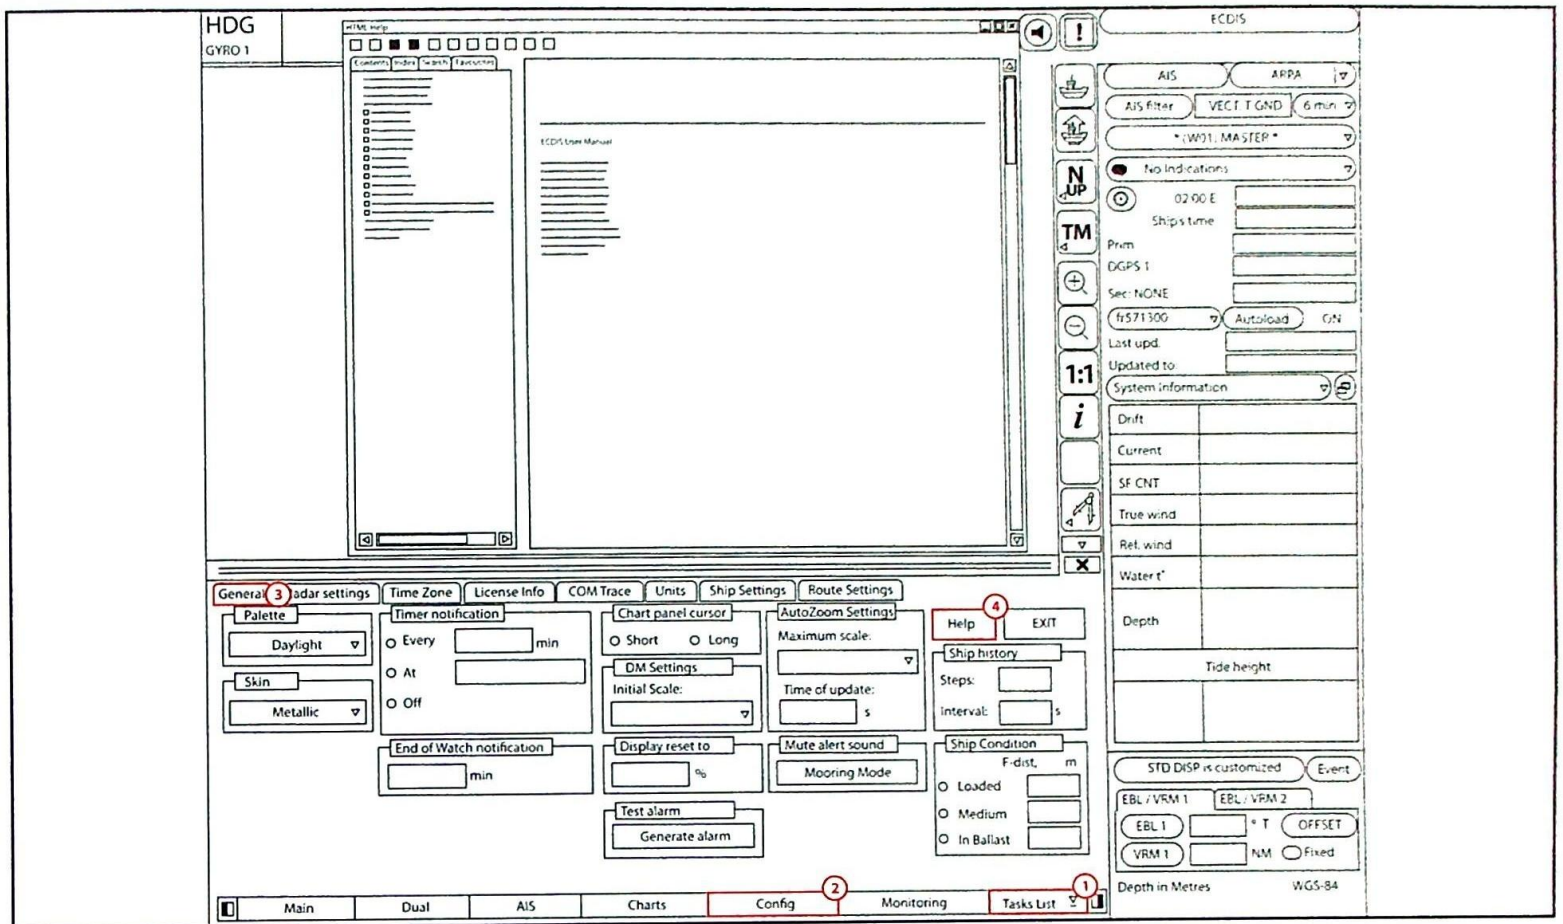 HDG
GYRO 1
HTML Help
Contents Index Search Favourites
ECDIS User Manual
!
N
UP
TM
1:1
i
ECDIS
AIS ARPA
AIS filter VECT T GND 6 min
* (W01) MASTER *
No Indications
02:00 E
Ship's time
Prim
DGPS 1
Sec: NONE
fr571300 Autoload ON
Last upd.
Updated to:
System Information
Drift
Current
SF CNT
True wind
Rel. wind
Water t°
Depth
Tide height
STD DISP is customized Event
EBL / VRM 1 EBL / VRM 2
EBL 1 ° T OFFSET
VRM 1 NM Fixed
Depth in Metres WGS-84
X
General 3 adar settings Time Zone License Info COM Trace Units Ship Settings Route Settings
Palette
Daylight
Skin
Metallic
Timer notification
Every min
At
Off
End of Watch notification
min
Chart panel cursor
Short Long
DM Settings
Initial Scale:
Display reset to
%
Test alarm
Generate alarm
AutoZoom Settings
Maximum scale:
Time of update:
s
Mute alert sound
Mooring Mode
4
Help EXIT
Ship history
Steps:
Interval: s
Ship Condition
F-dist, m
Loaded
Medium
In Ballast
2 1
Main Dual AIS Charts Config Monitoring Tasks List